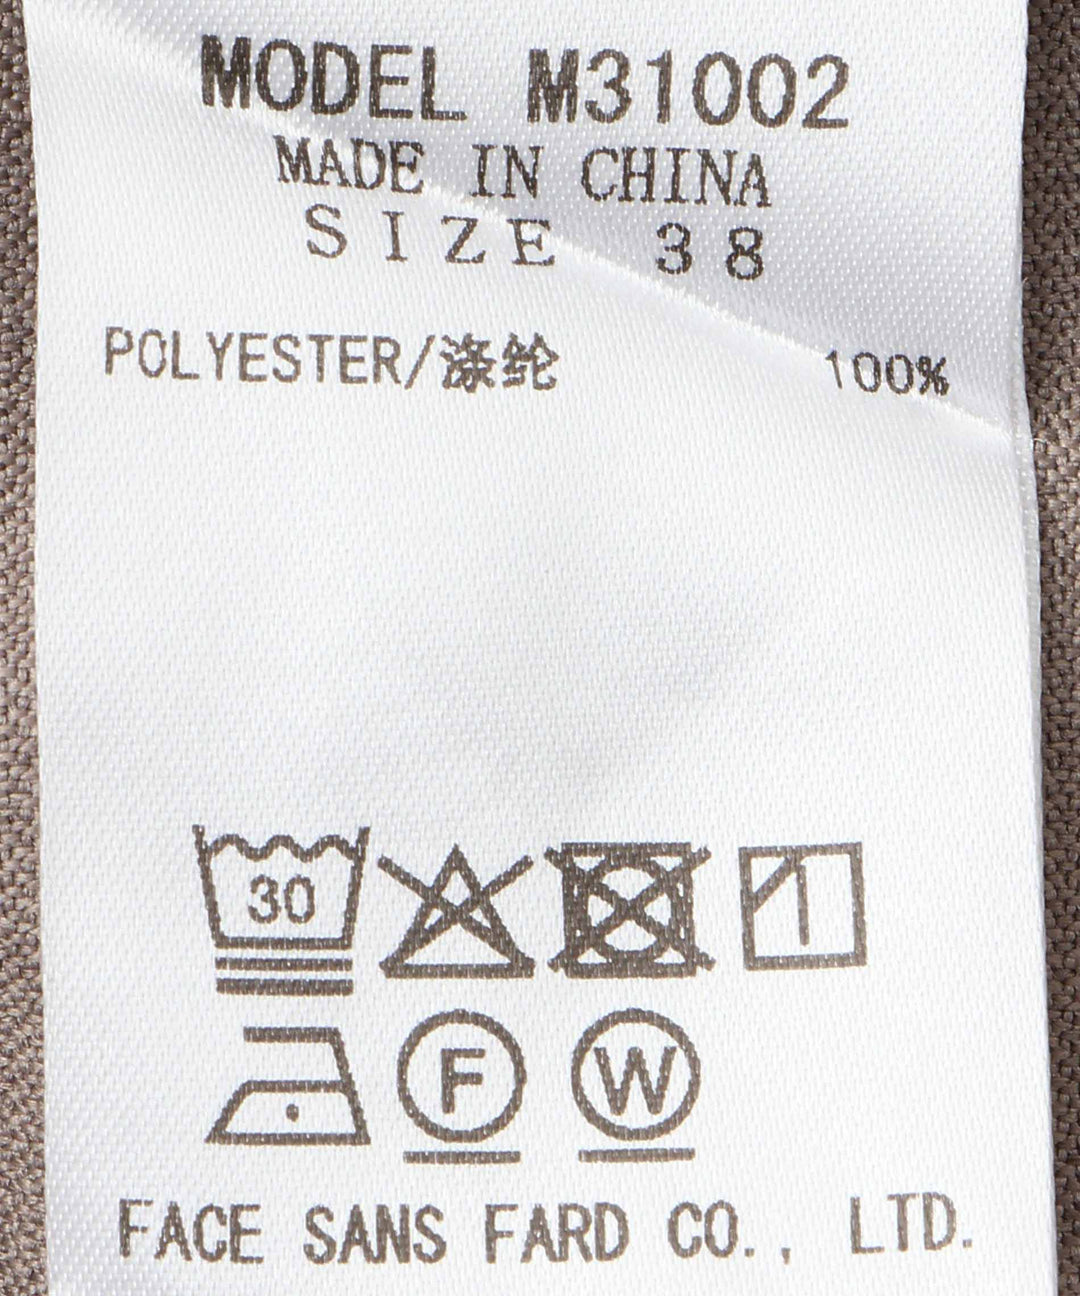 MODEL M31002
MADE IN CHINA
SIZE 38
POLYESTER/涤纶 100%
30
F W
FACE SANS FARD CO., LTD.